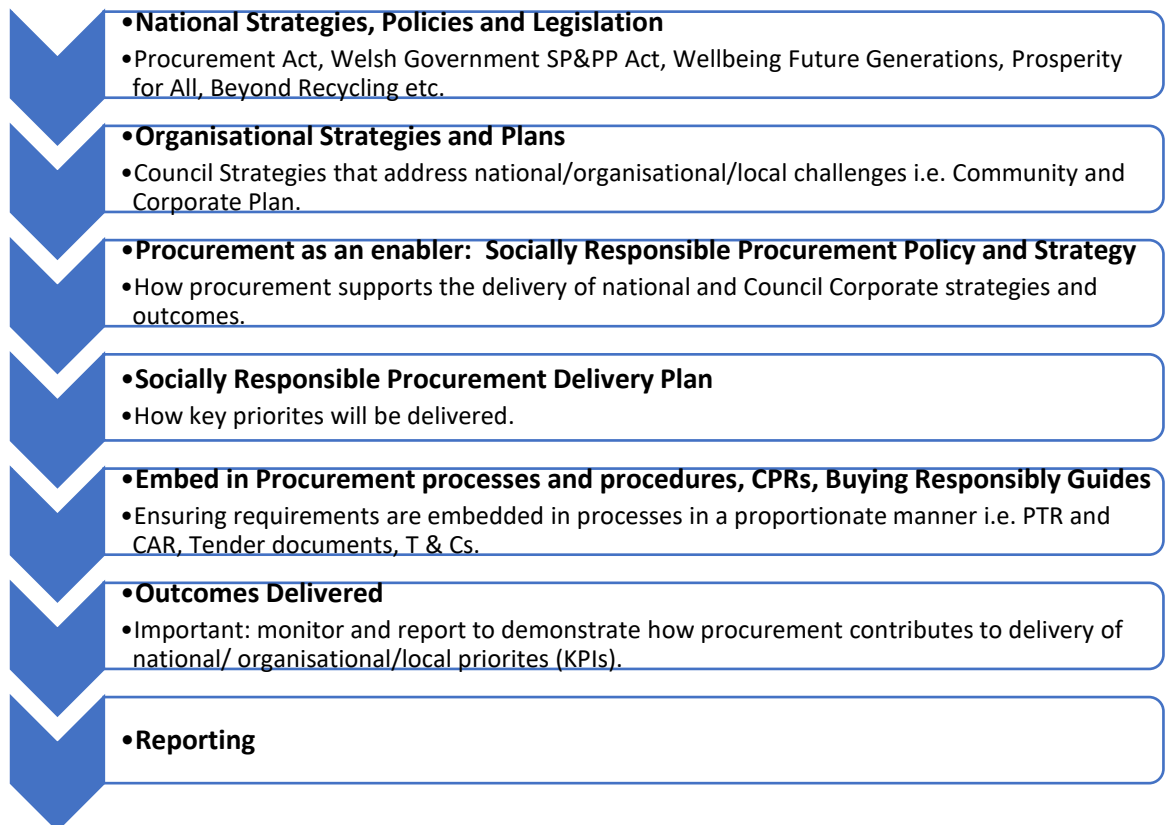 •National Strategies, Policies and Legislation
•Procurement Act, Welsh Government SP&PP Act, Wellbeing Future Generations, Prosperity
for All, Beyond Recycling etc.
•Organisational Strategies and Plans
•Council Strategies that address national/organisational/local challenges i.e. Community and
Corporate Plan.
•Procurement as an enabler:  Socially Responsible Procurement Policy and Strategy
•How procurement supports the delivery of national and Council Corporate strategies and
outcomes.
•Socially Responsible Procurement Delivery Plan
•How key priorites will be delivered.
•Embed in Procurement processes and procedures, CPRs, Buying Responsibly Guides
•Ensuring requirements are embedded in processes in a proportionate manner i.e. PTR and
CAR, Tender documents, T & Cs.
•Outcomes Delivered
•Important: monitor and report to demonstrate how procurement contributes to delivery of
national/ organisational/local priorites (KPIs).
•Reporting